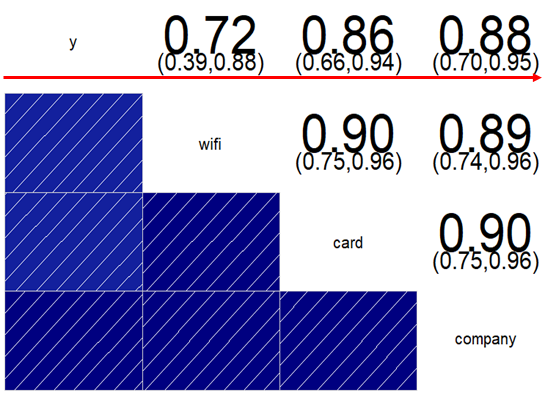 y 0.72 0.86 0.88
(0.39,0.88) (0.66,0.94) (0.70,0.95)
wifi 0.90 0.89
(0.75,0.96) (0.74,0.96)
card 0.90
(0.75,0.96)
company